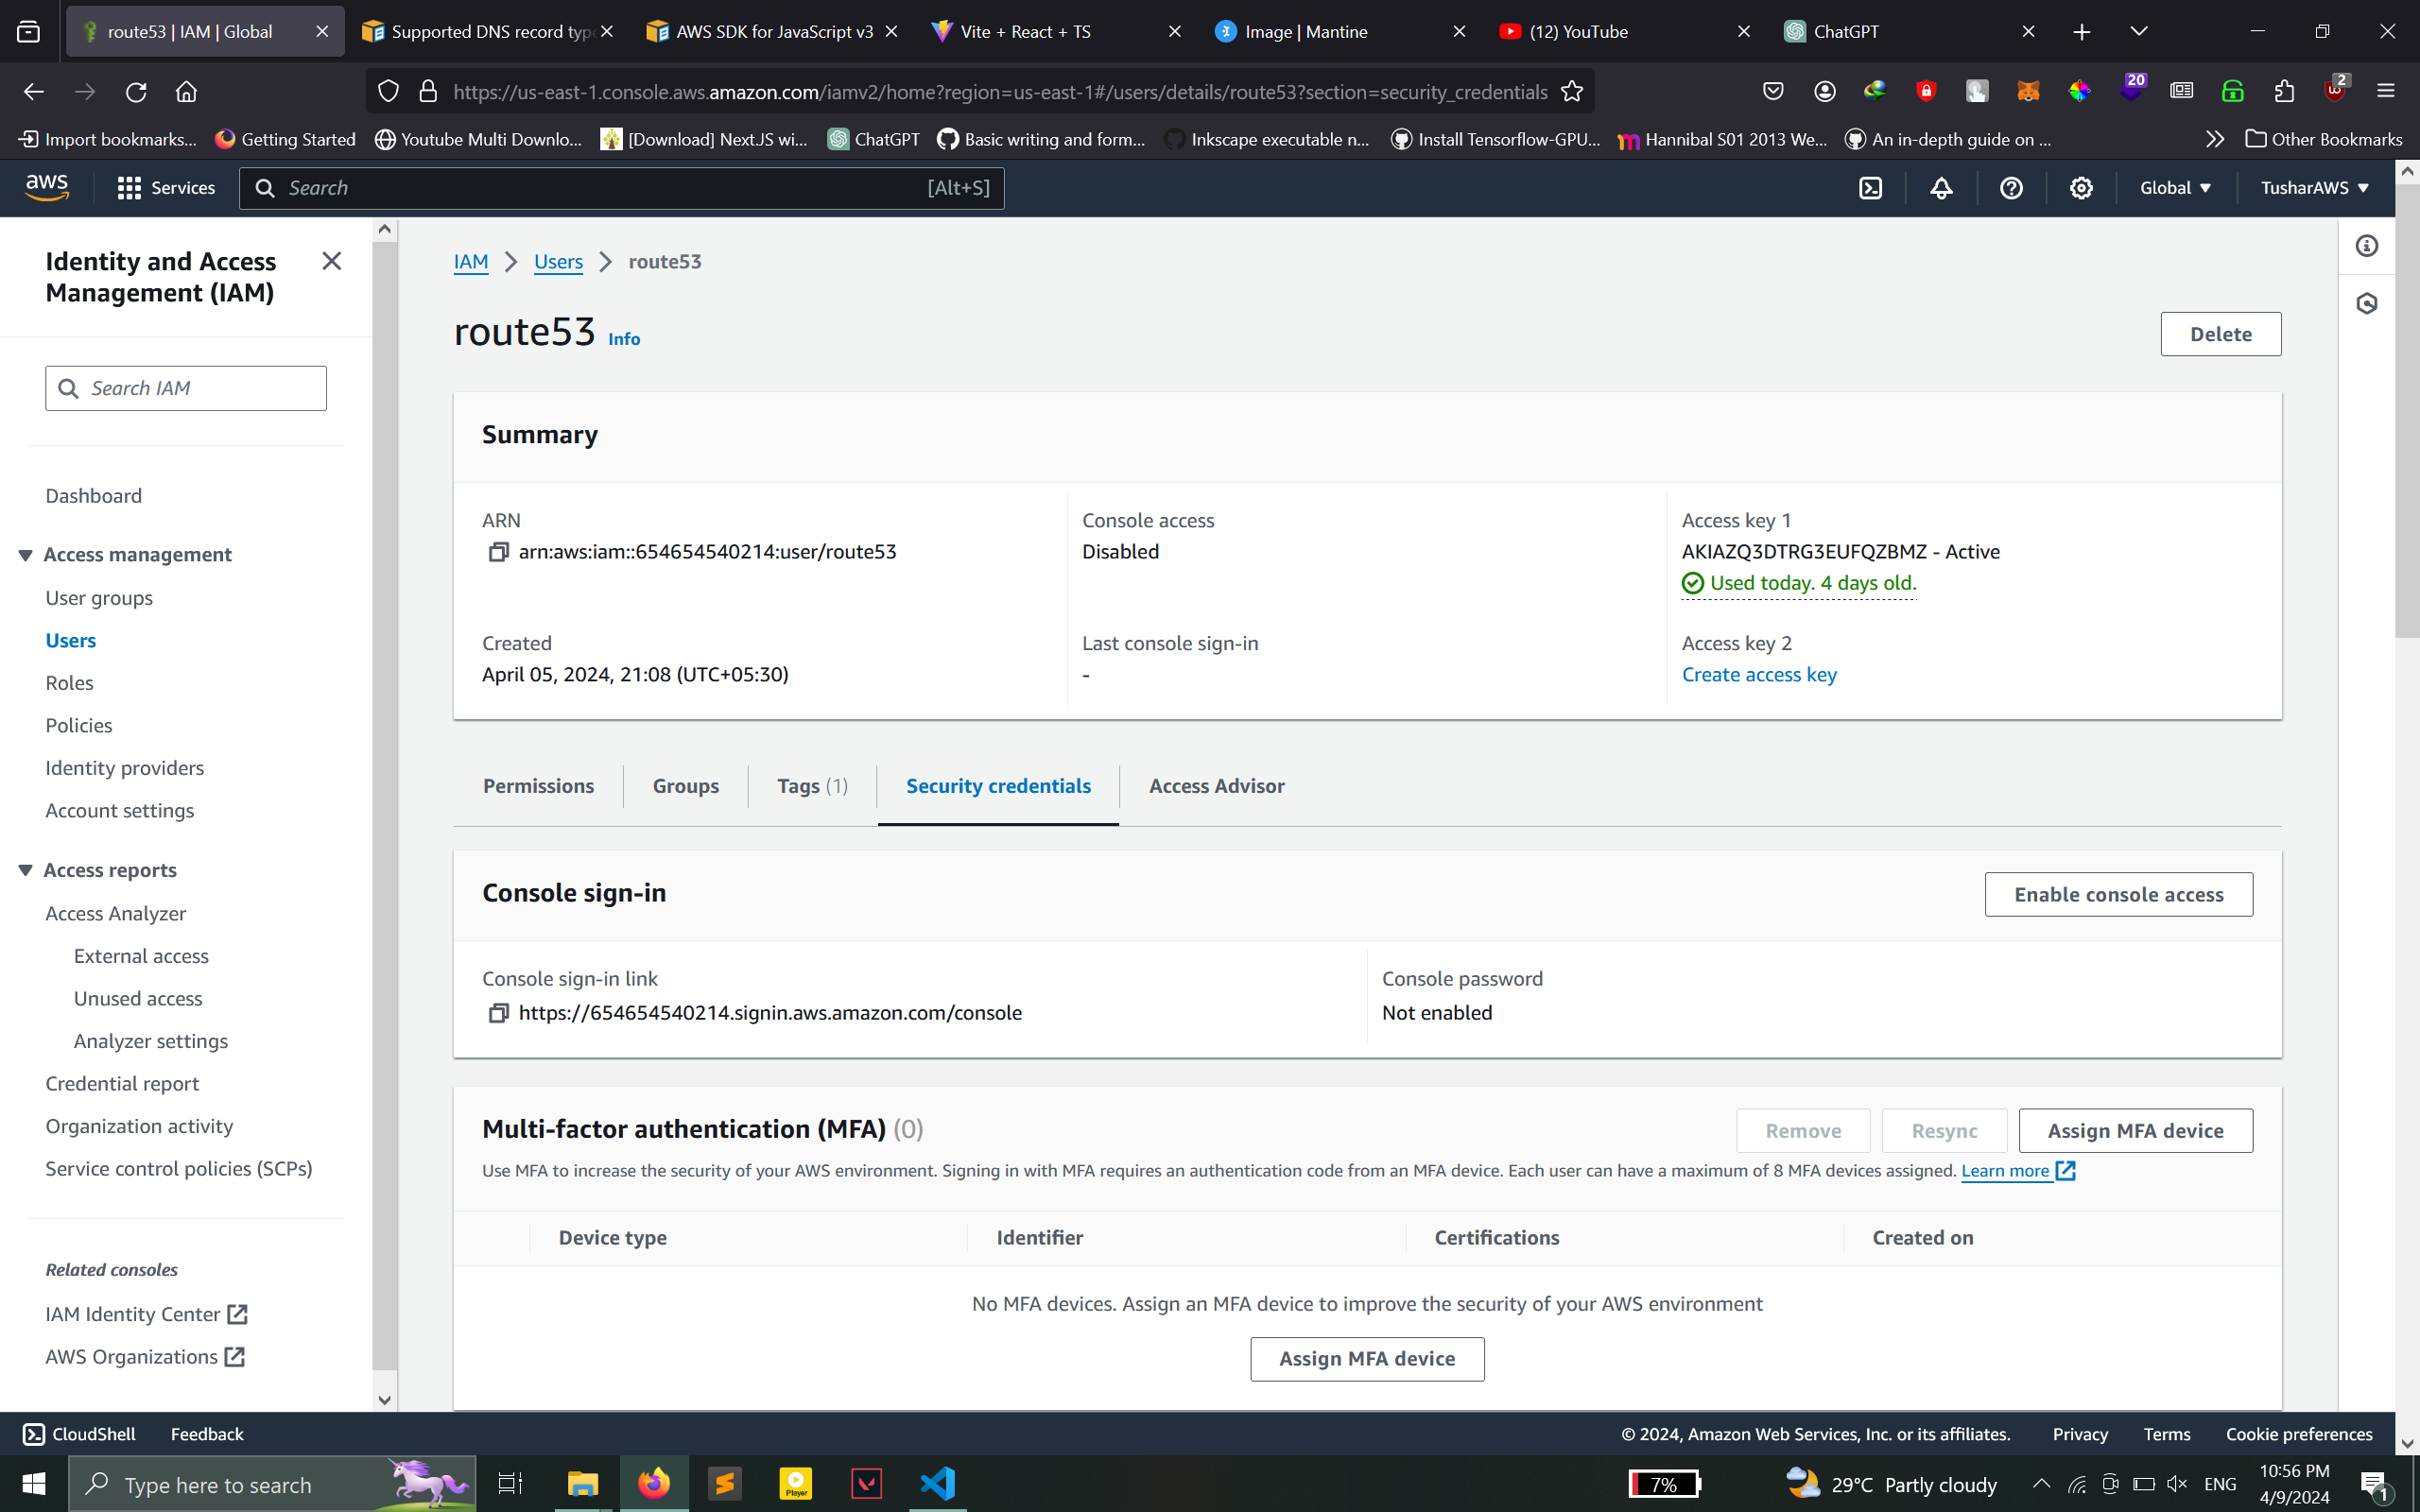 route53 | IAM | Global
Supported DNS record type
AWS SDK for JavaScript v3
Vite + React + TS
Image | Mantine
(12) YouTube
ChatGPT
https://us-east-1.console.aws.amazon.com/iamv2/home?region=us-east-1#/users/details/route53?section=security_credentials
20
2
Import bookmarks...
Getting Started
Youtube Multi Downlo...
[Download] Next.JS wi...
ChatGPT
Basic writing and form...
Inkscape executable n...
Install Tensorflow-GPU...
Hannibal S01 2013 We...
An in-depth guide on ...
Other Bookmarks
aws
Services
Search
[Alt+S]
Global
TusharAWS
Identity and Access
Management (IAM)
Search IAM
Dashboard
Access management
User groups
Users
Roles
Policies
Identity providers
Account settings
Access reports
Access Analyzer
External access
Unused access
Analyzer settings
Credential report
Organization activity
Service control policies (SCPs)
Related consoles
IAM Identity Center
AWS Organizations
IAM > Users > route53
route53 Info
Delete
Summary
ARN
arn:aws:iam::654654540214:user/route53
Console access
Disabled
Access key 1
AKIAZQ3DTRG3EUFQZBMZ - Active
Used today. 4 days old.
Created
April 05, 2024, 21:08 (UTC+05:30)
Last console sign-in
-
Access key 2
Create access key
Permissions
Groups
Tags (1)
Security credentials
Access Advisor
Console sign-in
Enable console access
Console sign-in link
https://654654540214.signin.aws.amazon.com/console
Console password
Not enabled
Multi-factor authentication (MFA) (0)
Remove
Resync
Assign MFA device
Use MFA to increase the security of your AWS environment. Signing in with MFA requires an authentication code from an MFA device. Each user can have a maximum of 8 MFA devices assigned. Learn more
Device type
Identifier
Certifications
Created on
No MFA devices. Assign an MFA device to improve the security of your AWS environment
Assign MFA device
CloudShell
Feedback
© 2024, Amazon Web Services, Inc. or its affiliates.
Privacy
Terms
Cookie preferences
Type here to search
Player
7%
29°C Partly cloudy
ENG
10:56 PM
4/9/2024
1